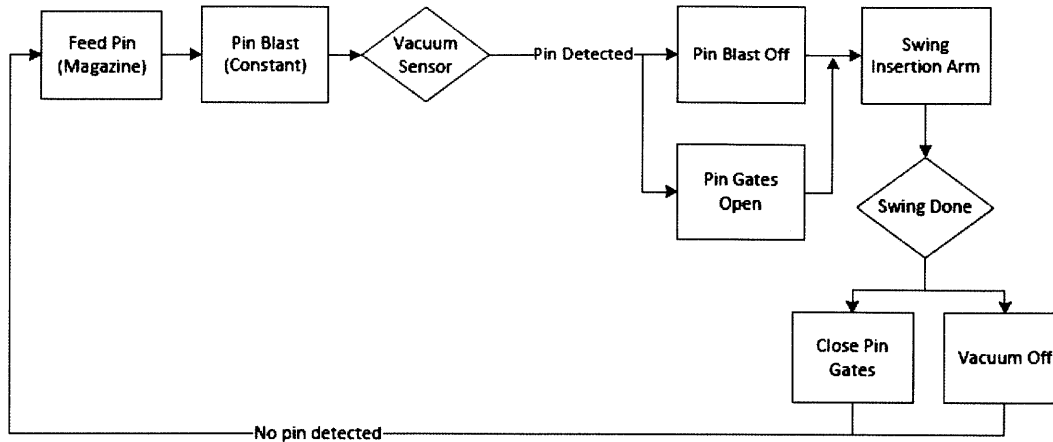 Feed Pin
(Magazine)
Pin Blast
(Constant)
Vacuum
Sensor
Pin Detected
Pin Blast Off
Swing
Insertion Arm
Pin Gates
Open
Swing Done
Close Pin
Gates
Vacuum Off
No pin detected